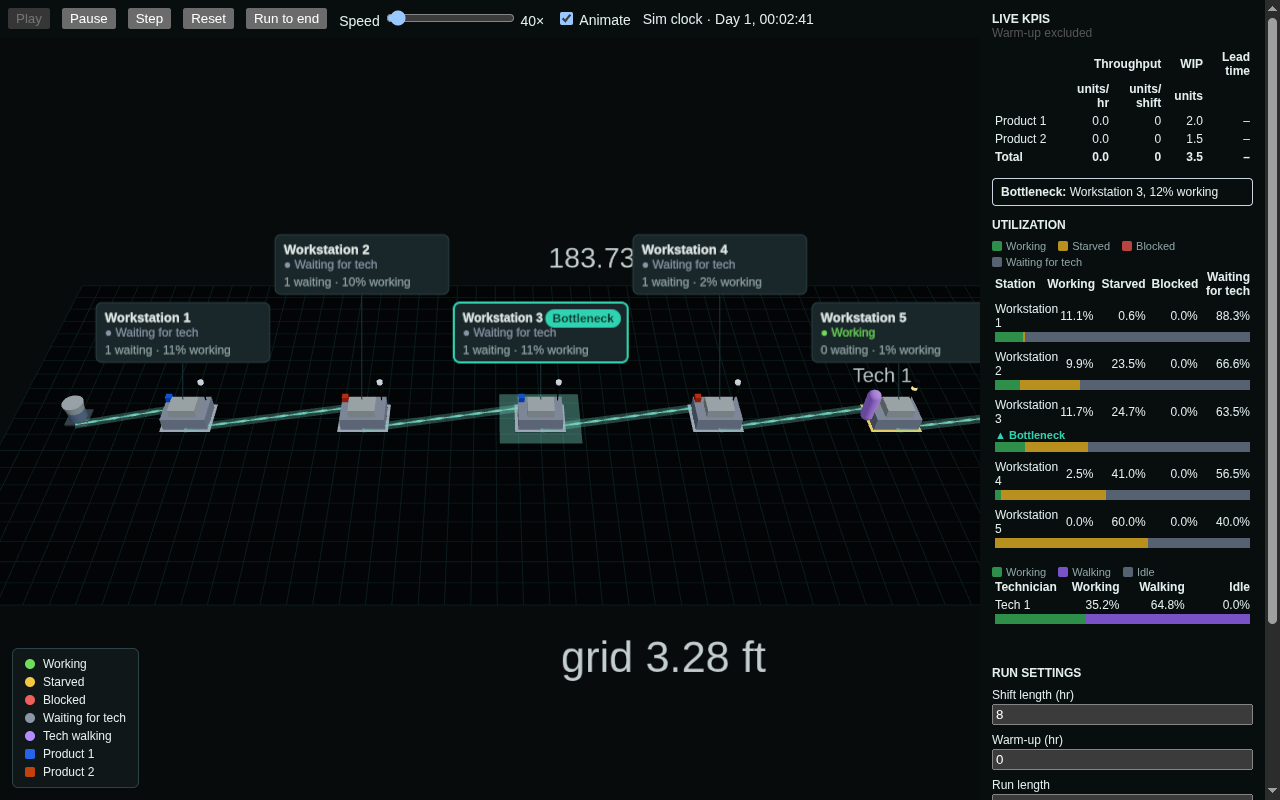 Play Pause Step Reset Run to end Speed 40× Animate Sim clock · Day 1, 00:02:41
183.73
Workstation 1
Waiting for tech
1 waiting · 11% working
Workstation 2
Waiting for tech
1 waiting · 10% working
Workstation 3 Bottleneck
Waiting for tech
1 waiting · 11% working
Workstation 4
Waiting for tech
1 waiting · 2% working
Workstation 5
Working
0 waiting · 1% working
Tech 1
grid 3.28 ft
Working
Starved
Blocked
Waiting for tech
Tech walking
Product 1
Product 2
LIVE KPIS
Warm-up excluded
Throughput WIP Lead time
units/hr units/shift units
Product 1 0.0 0 2.0 –
Product 2 0.0 0 1.5 –
Total 0.0 0 3.5 –
Bottleneck: Workstation 3, 12% working
UTILIZATION
Working Starved Blocked
Waiting for tech
Station Working Starved Blocked Waiting for tech
Workstation 1 11.1% 0.6% 0.0% 88.3%
Workstation 2 9.9% 23.5% 0.0% 66.6%
Workstation 3 11.7% 24.7% 0.0% 63.5%
▲ Bottleneck
Workstation 4 2.5% 41.0% 0.0% 56.5%
Workstation 5 0.0% 60.0% 0.0% 40.0%
Working Walking Idle
Technician Working Walking Idle
Tech 1 35.2% 64.8% 0.0%
RUN SETTINGS
Shift length (hr)
8
Warm-up (hr)
0
Run length